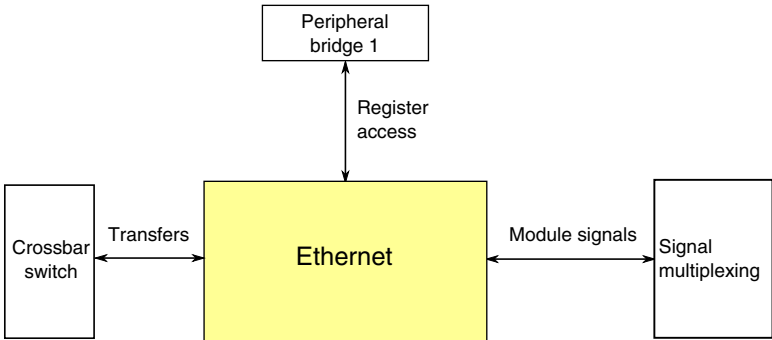 Peripheral
bridge 1
Register
access
Crossbar
switch
Transfers
Ethernet
Module signals
Signal
multiplexing